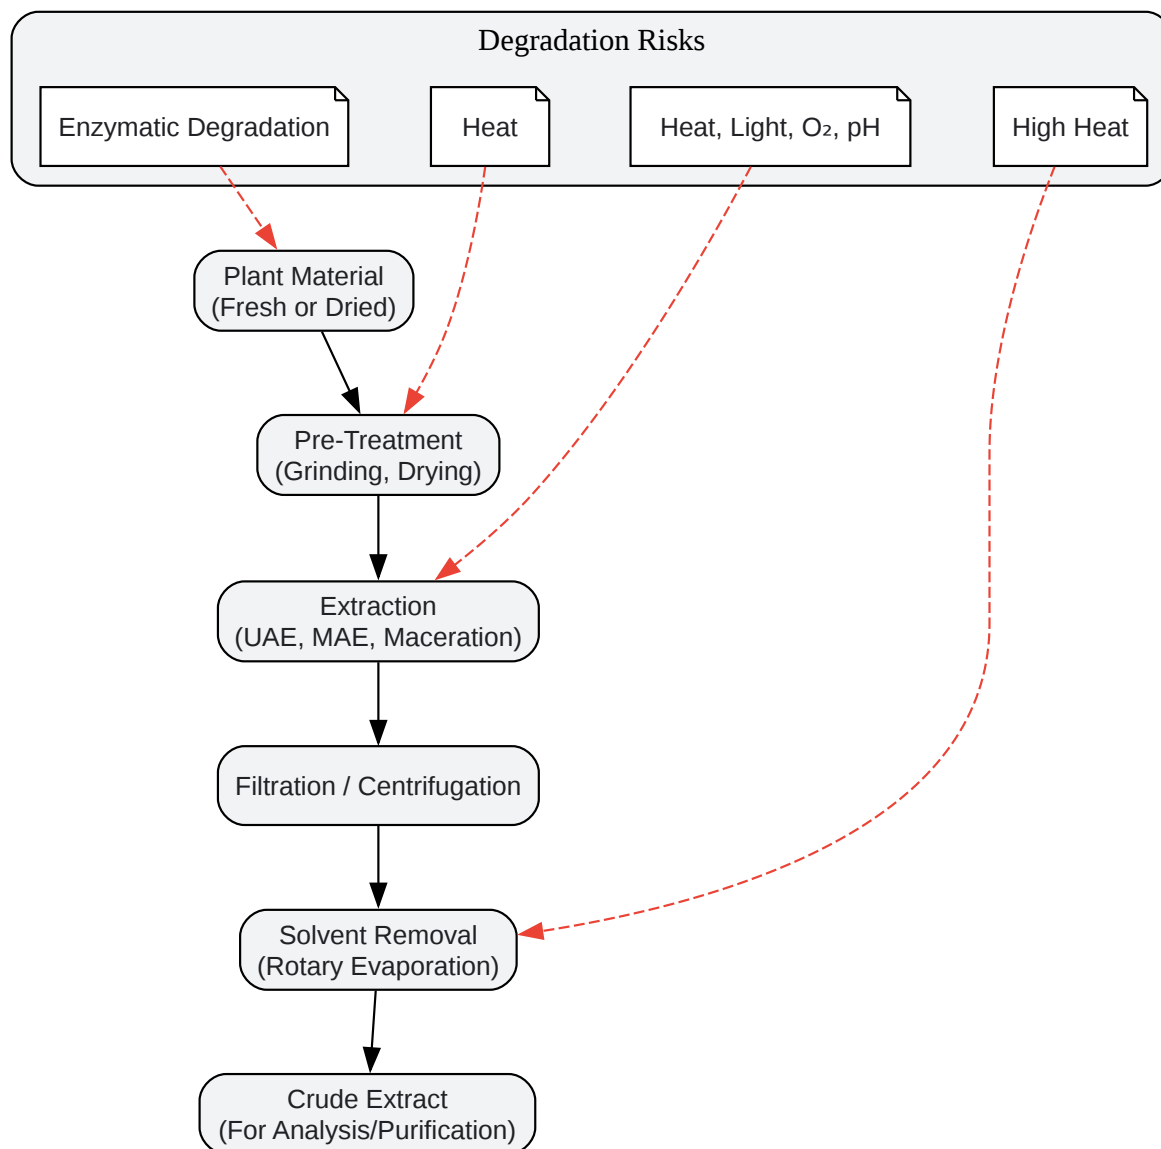 Degradation Risks
Enzymatic Degradation
Heat
Heat, Light, O₂, pH
High Heat
Plant Material
(Fresh or Dried)
Pre-Treatment
(Grinding, Drying)
Extraction
(UAE, MAE, Maceration)
Filtration / Centrifugation
Solvent Removal
(Rotary Evaporation)
Crude Extract
(For Analysis/Purification)